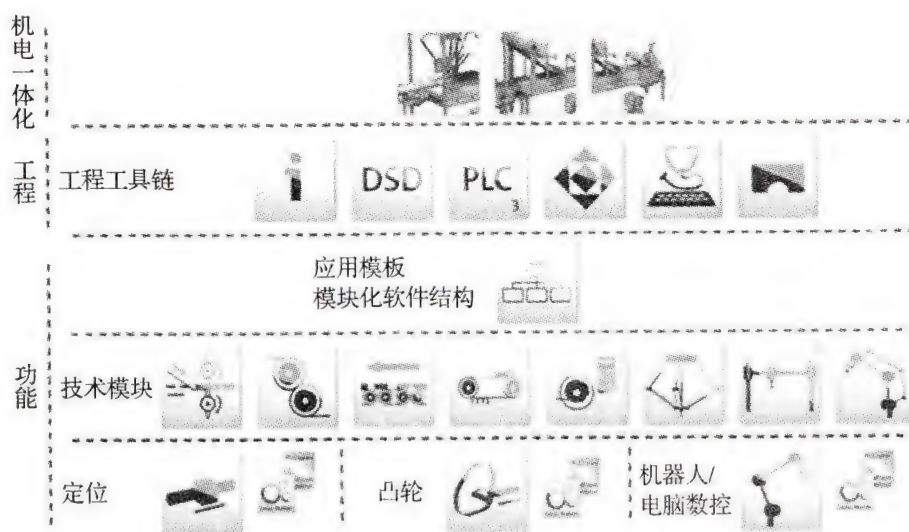 机电一体化
工程
工程工具链
i
DSD
PLC
3
功能
应用模板
模块化软件结构
技术模块
定位
凸轮
机器人/
电脑数控